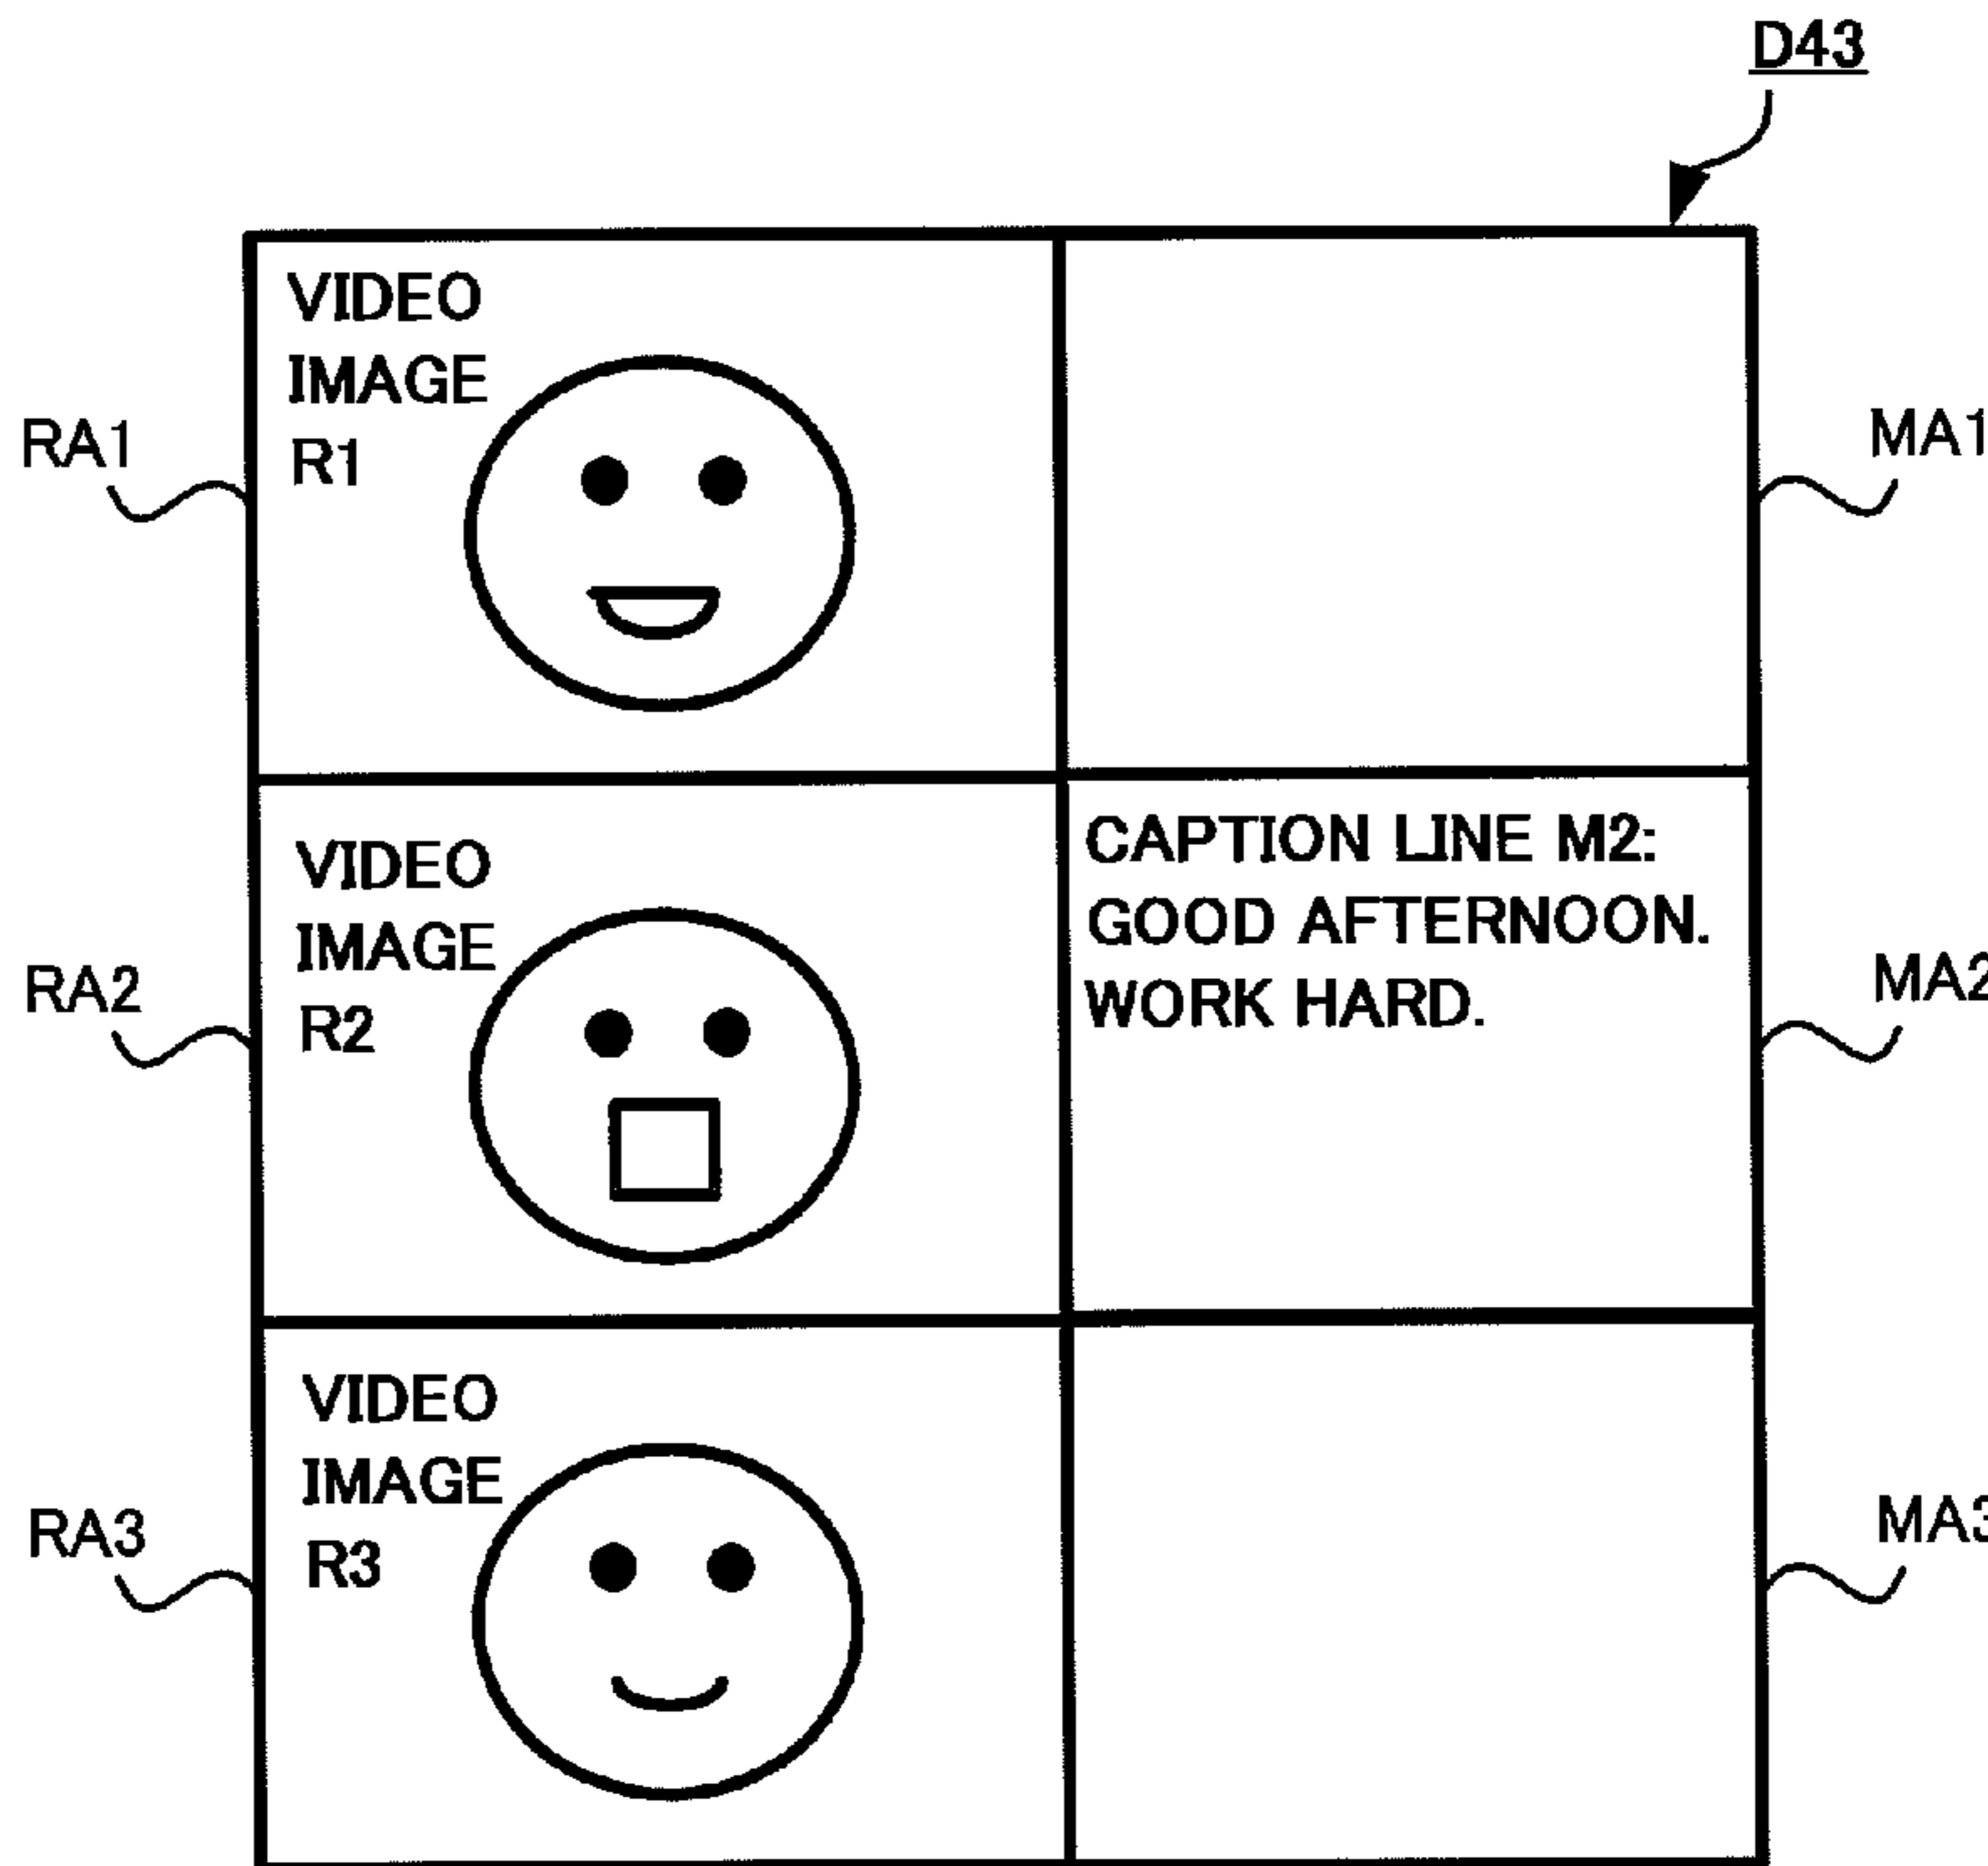 D43
VIDEO
IMAGE
R1
RA1
MA1
VIDEO
IMAGE
R2
CAPTION LINE M2:
GOOD AFTERNOON.
WORK HARD.
RA2
MA2
VIDEO
IMAGE
R3
RA3
MA3